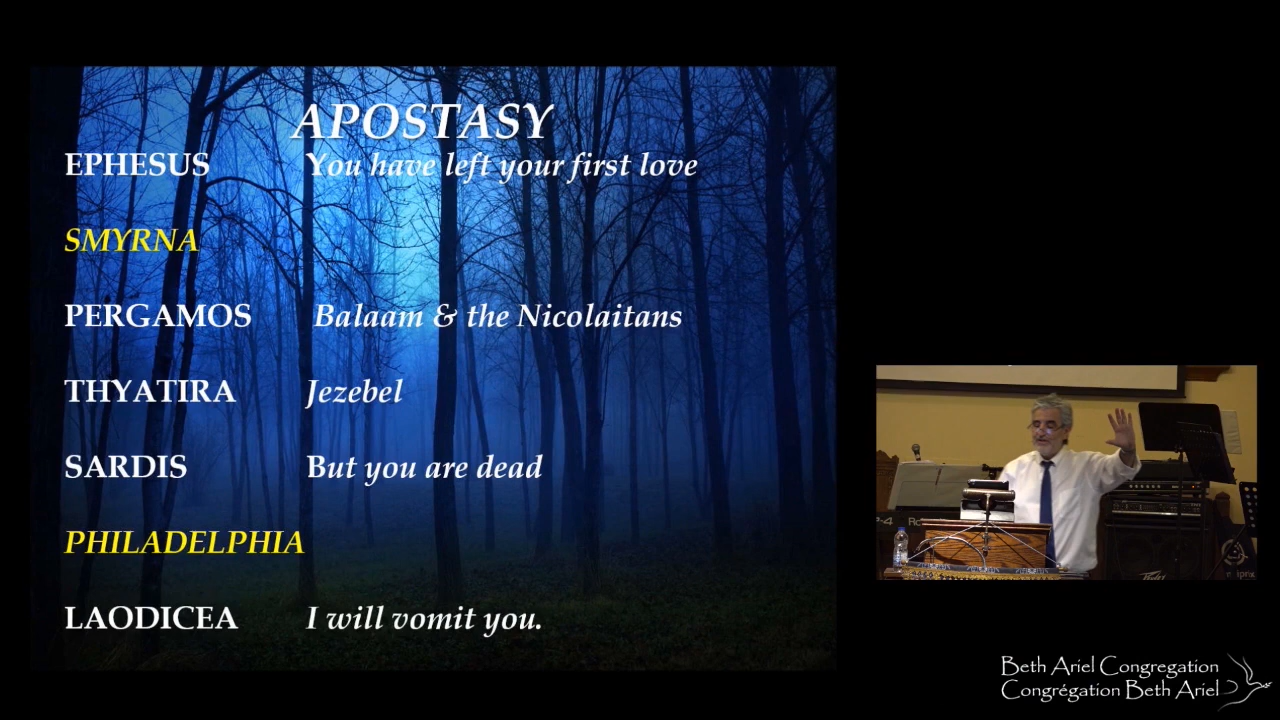 APOSTASY
EPHESUS You have left your first love
SMYRNA
PERGAMOS Balaam & the Nicolaitans
THYATIRA Jezebel
SARDIS But you are dead
PHILADELPHIA
LAODICEA I will vomit you.
Beth Ariel Congregation
Congrégation Beth Ariel